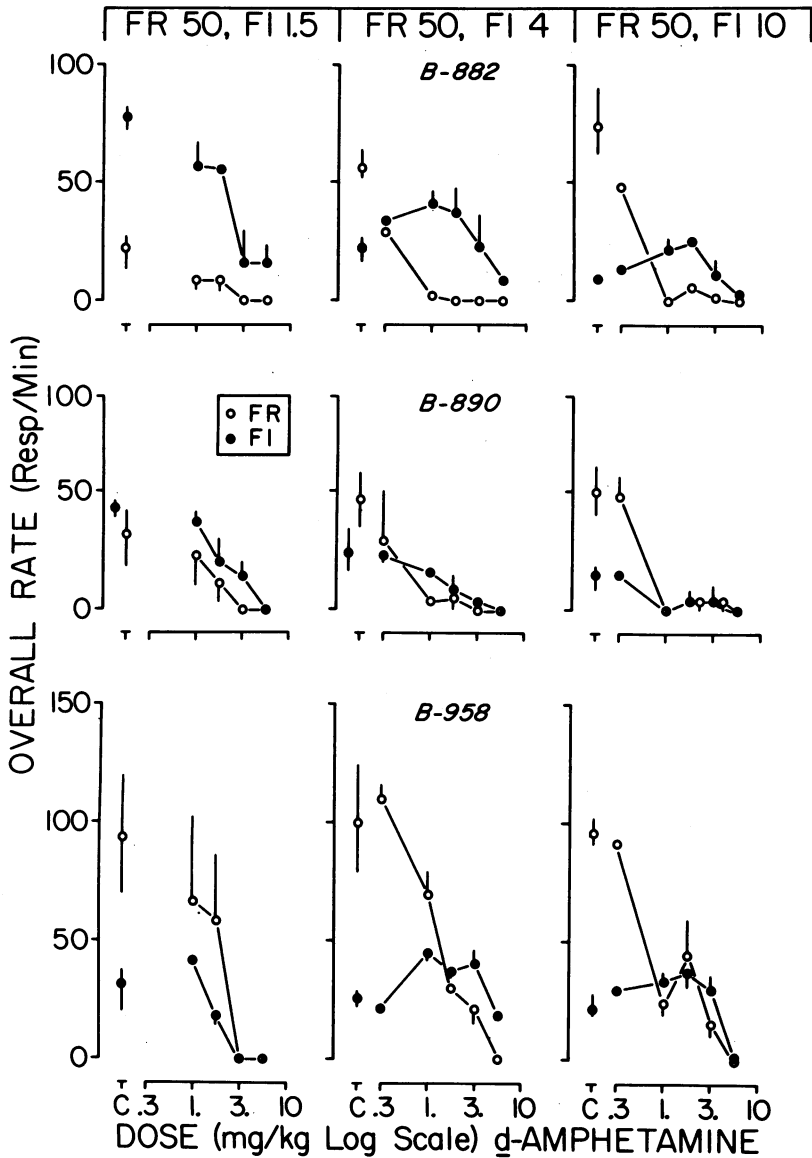 FR 50, FI 1.5
FR 50, FI 4
FR 50, FI 10
B-882
100
50
0
B-890
FR
FI
100
50
0
B-958
150
100
50
0
OVERALL RATE (Resp/Min)
C .3 1. 3. 10
C .3 1. 3. 10
C .3 1. 3. 10
DOSE (mg/kg Log Scale) d-AMPHETAMINE